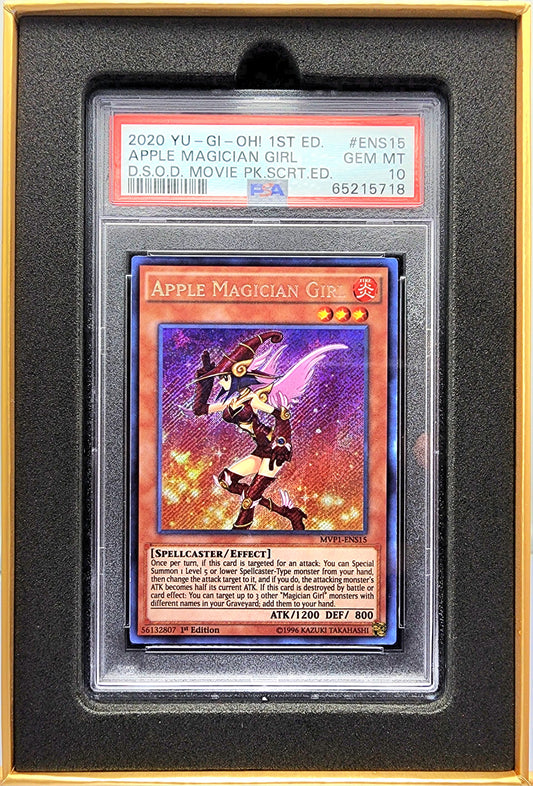 2020 YU-GI-OH! 1ST ED. #ENS15
APPLE MAGICIAN GIRL GEM MT
D.S.O.D. MOVIE PK.SCRT.ED. 10
PSA 65215718
APPLE MAGICIAN GIRL
FIRE
炎
MVP1-ENS15
[SPELLCASTER/EFFECT]
Once per turn, if this card is targeted for an attack: You can Special
Summon 1 Level 5 or lower Spellcaster-Type monster from your hand,
then change the attack target to it, and if you do, the attacking monster's
ATK becomes half its current ATK. If this card is destroyed by battle or
card effect: You can target up to 3 other "Magician Girl" monsters with
different names in your Graveyard; add them to your hand.
ATK/1200 DEF/ 800
56132807 1st Edition ©1996 KAZUKI TAKAHASHI